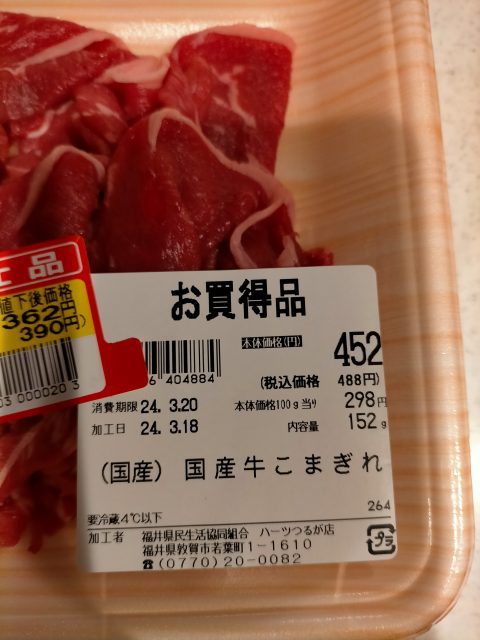 お買得品
本体価格(円) 452
6 404884
(税込価格 488円)
消費期限 24. 3.20
本体価格100g当り 298円
加工日 24. 3.18
内容量 152g
(国産) 国産牛こまぎれ
264
要冷蔵4℃以下
加工者 福井県民生活協同組合 ハーツつるが店
福井県敦賀市若葉町1-1610
☎(0770)20-0082
プラ
品
値下後価格
362円
390円)
03 000020 3